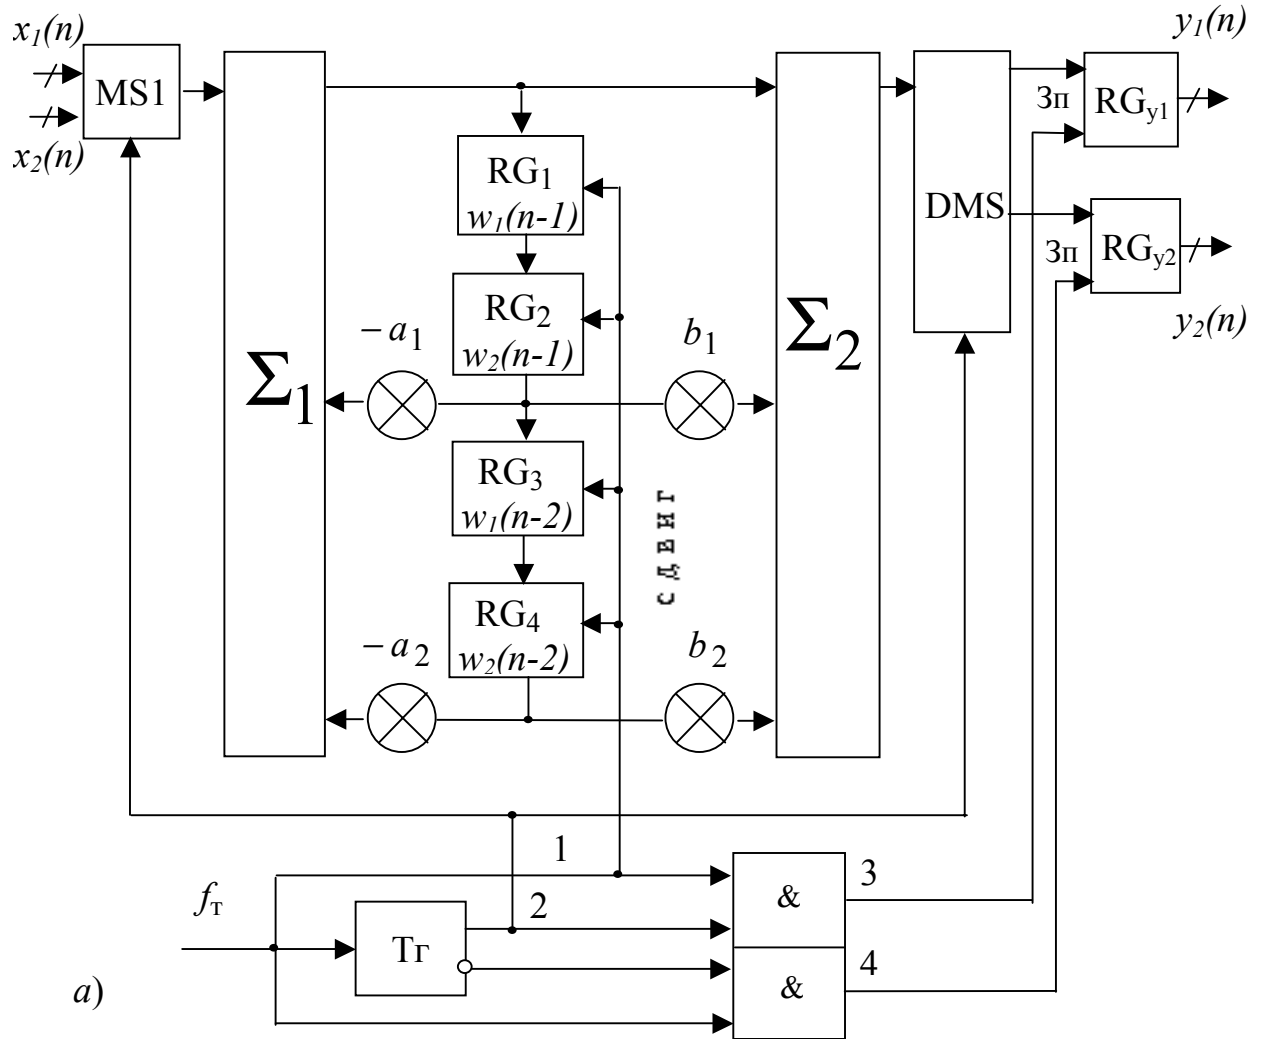 x1(n)
x2(n)
MS1
Σ1
RG1
w1(n-1)
RG2
w2(n-1)
−a1
b1
RG3
w1(n-2)
RG4
w2(n-2)
−a2
b2
сдвиг
Σ2
DMS
Зп
RGy1
y1(n)
Зп
RGy2
y2(n)
fт
Тг
1
2
&
3
&
4
а)